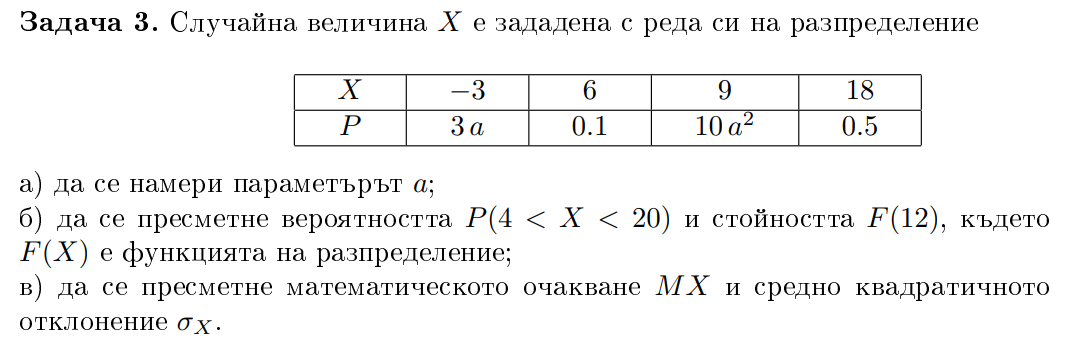 Задача 3. Случайна величина X е зададена с реда си на разпределение
X −3 6 9 18
P 3 a 0.1 10 a² 0.5
а) да се намери параметърът a;
б) да се пресметне вероятността P(4 < X < 20) и стойността F(12), където
F(X) е функцията на разпределение;
в) да се пресметне математическото очакване MX и средно квадратичното
отклонение σ_X.